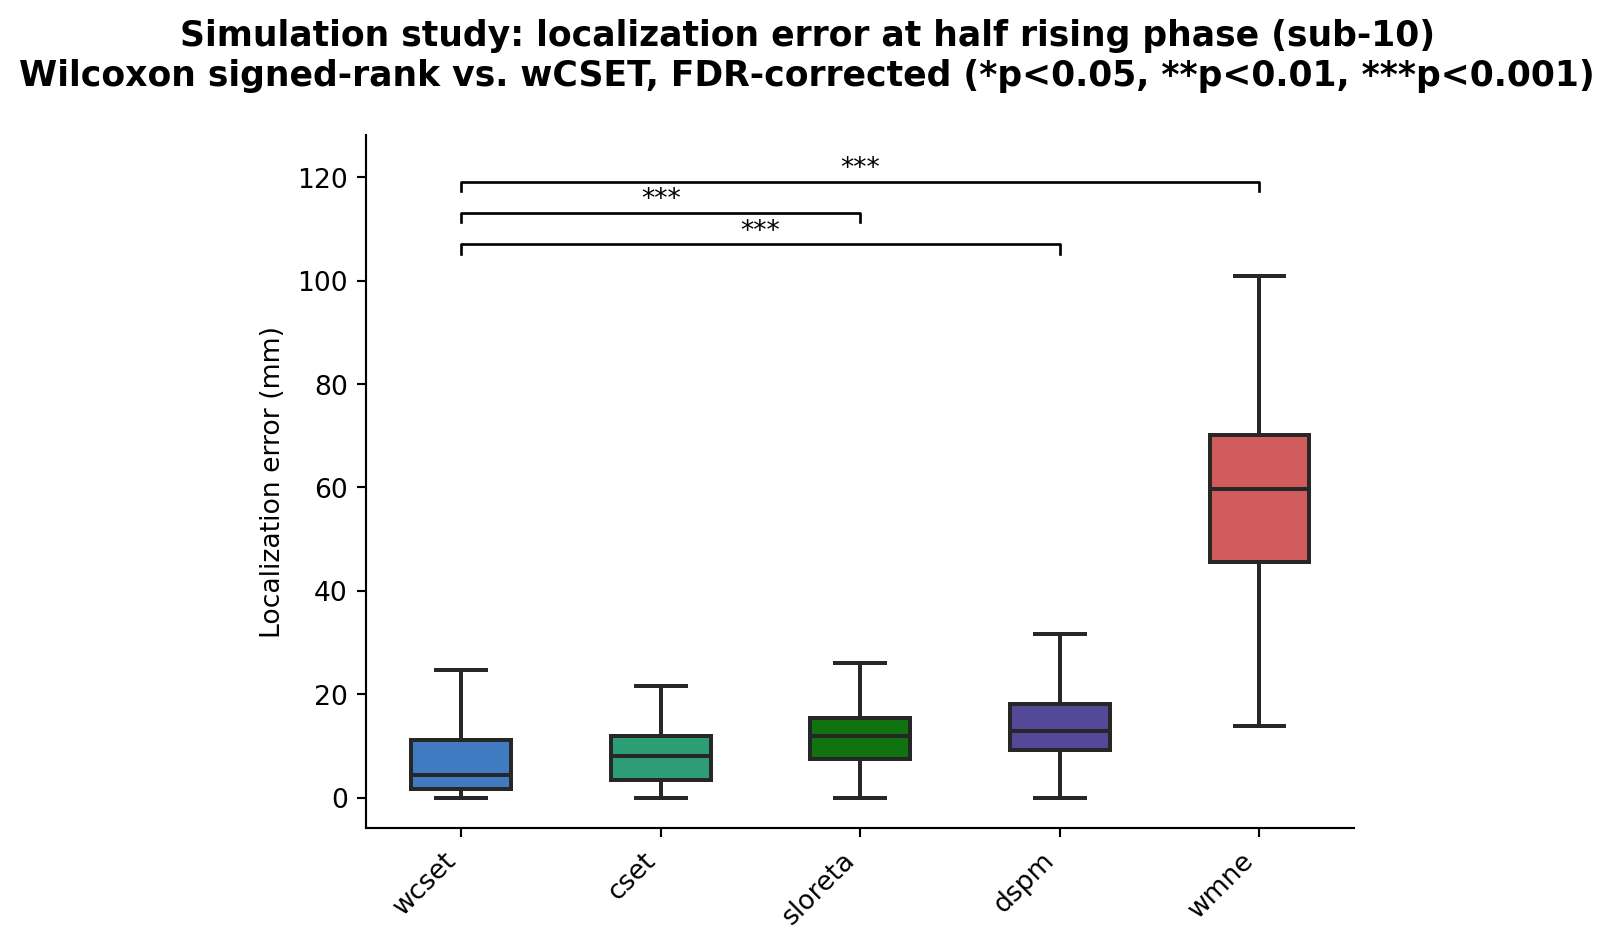 Simulation study: localization error at half rising phase (sub-10)
Wilcoxon signed-rank vs. wCSET, FDR-corrected (*p<0.05, **p<0.01, ***p<0.001)
***
***
***
120
100
80
60
40
20
0
Localization error (mm)
wcset
cset
sloreta
dspm
wmne